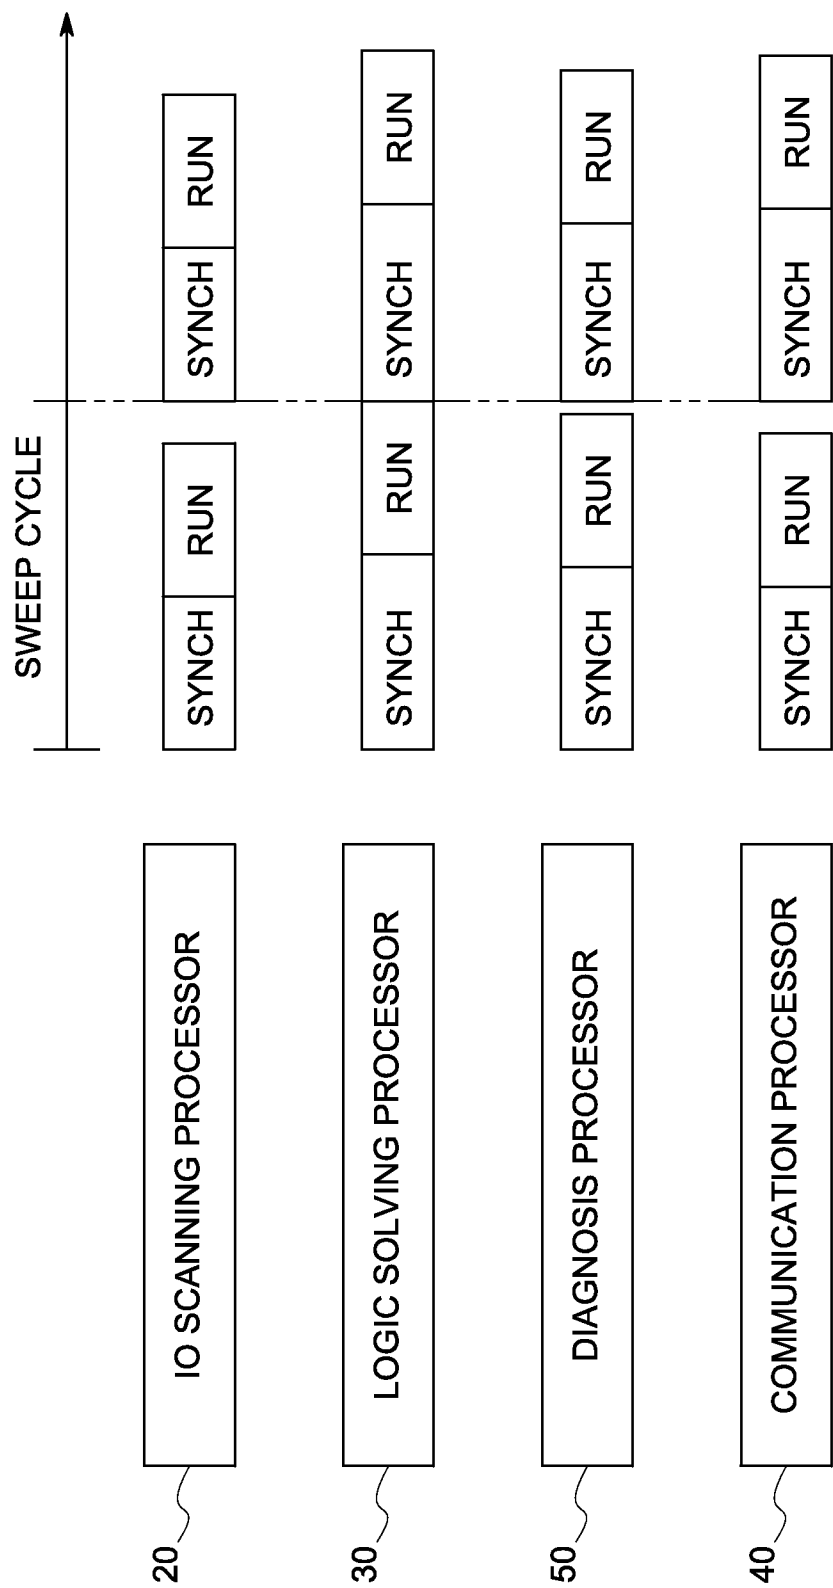 SWEEP CYCLE
20
IO SCANNING PROCESSOR
SYNCH
RUN
SYNCH
RUN
30
LOGIC SOLVING PROCESSOR
SYNCH
RUN
SYNCH
RUN
50
DIAGNOSIS PROCESSOR
SYNCH
RUN
SYNCH
RUN
40
COMMUNICATION PROCESSOR
SYNCH
RUN
SYNCH
RUN